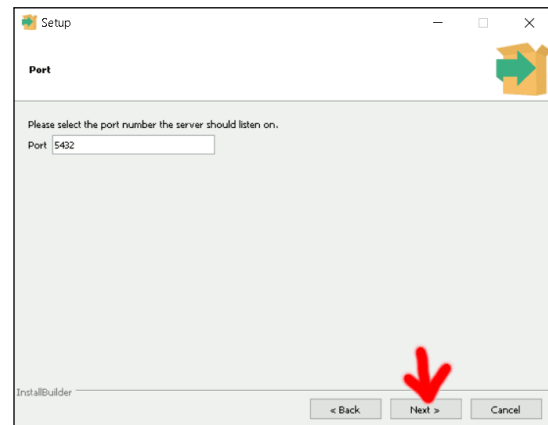 Setup
Port
Please select the port number the server should listen on.
Port 5432
InstallBuilder
< Back Next > Cancel